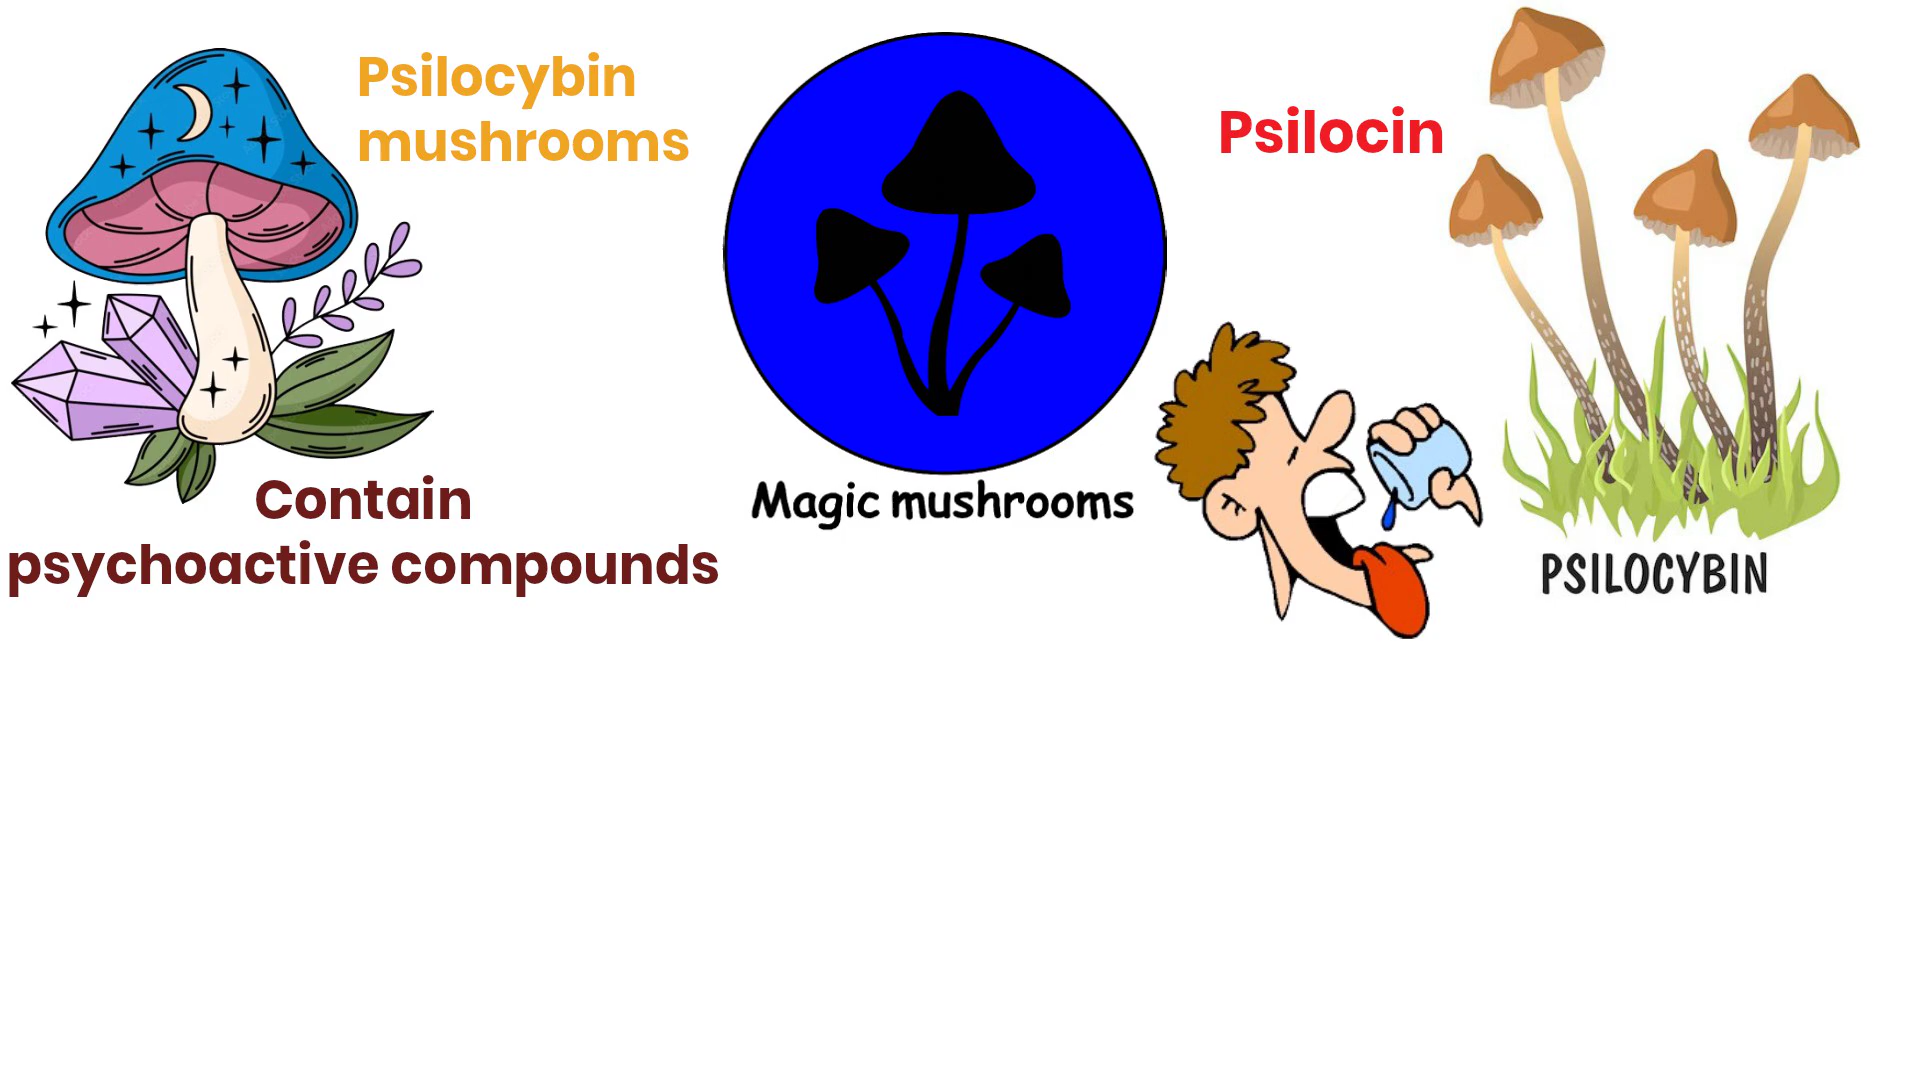 Psilocybin
mushrooms
Contain
psychoactive compounds
Magic mushrooms
Psilocin
PSILOCYBIN